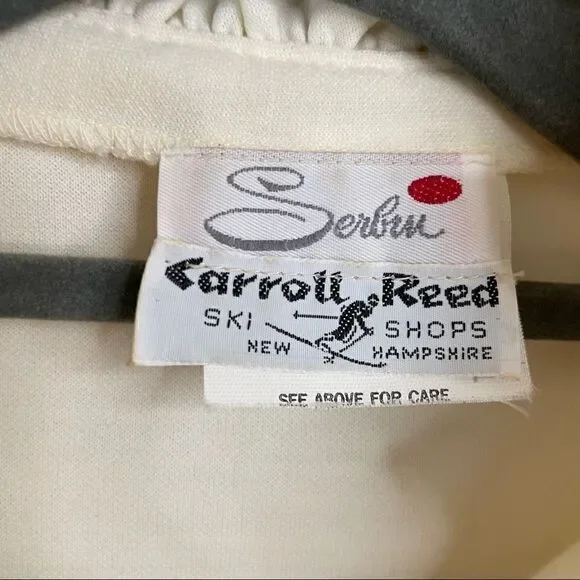 Serbin
Carroll Reed
SKI SHOPS
NEW HAMPSHIRE
SEE ABOVE FOR CARE